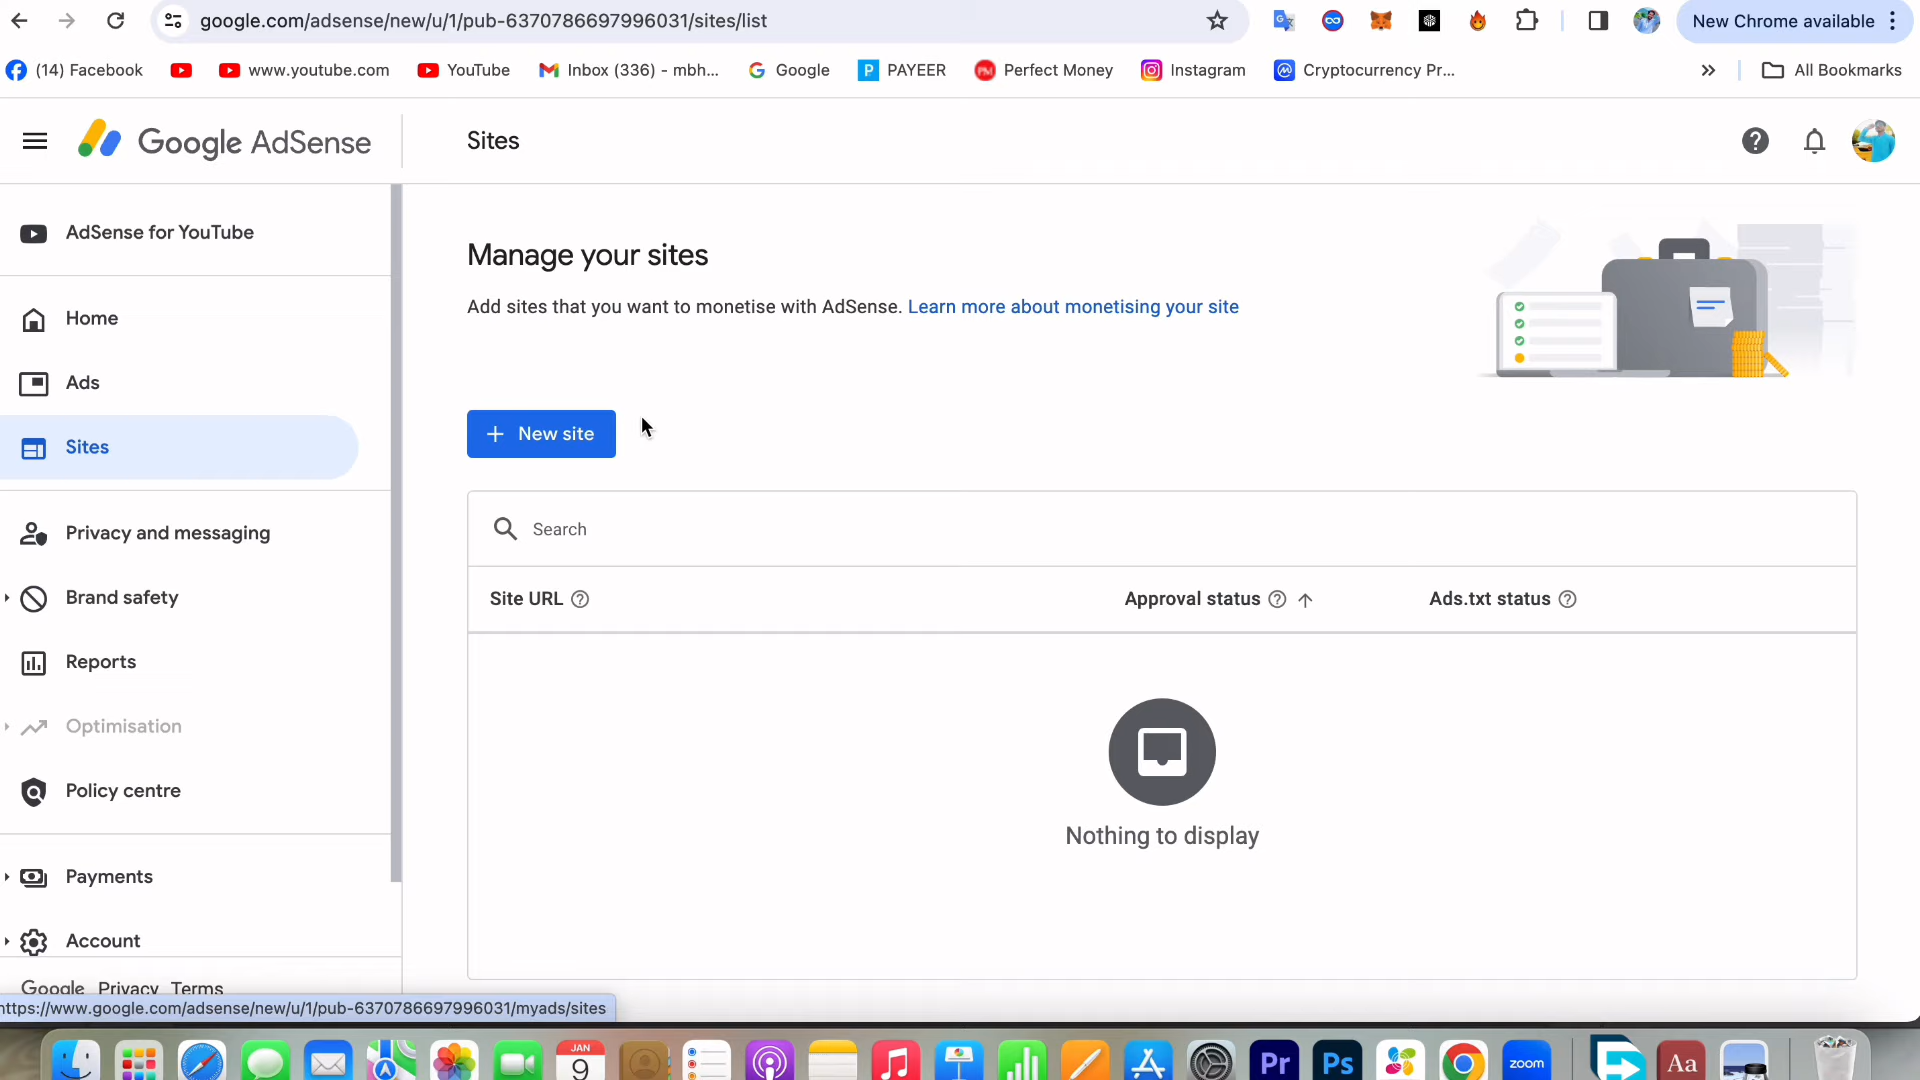 google.com/adsense/new/u/1/pub-6370786697996031/sites/list
New Chrome available
(14) Facebook
www.youtube.com
YouTube
Inbox (336) - mbh...
Google
PAYEER
Perfect Money
Instagram
Cryptocurrency Pr...
All Bookmarks
Google AdSense
Sites
AdSense for YouTube
Home
Ads
Sites
Privacy and messaging
Brand safety
Reports
Optimisation
Policy centre
Payments
Account
Google Privacy Terms
Manage your sites
Add sites that you want to monetise with AdSense. Learn more about monetising your site
+ New site
Search
Site URL
Approval status
Ads.txt status
Nothing to display
https://www.google.com/adsense/new/u/1/pub-6370786697996031/myads/sites
JAN
9
Pr
Ps
zoom
Aa